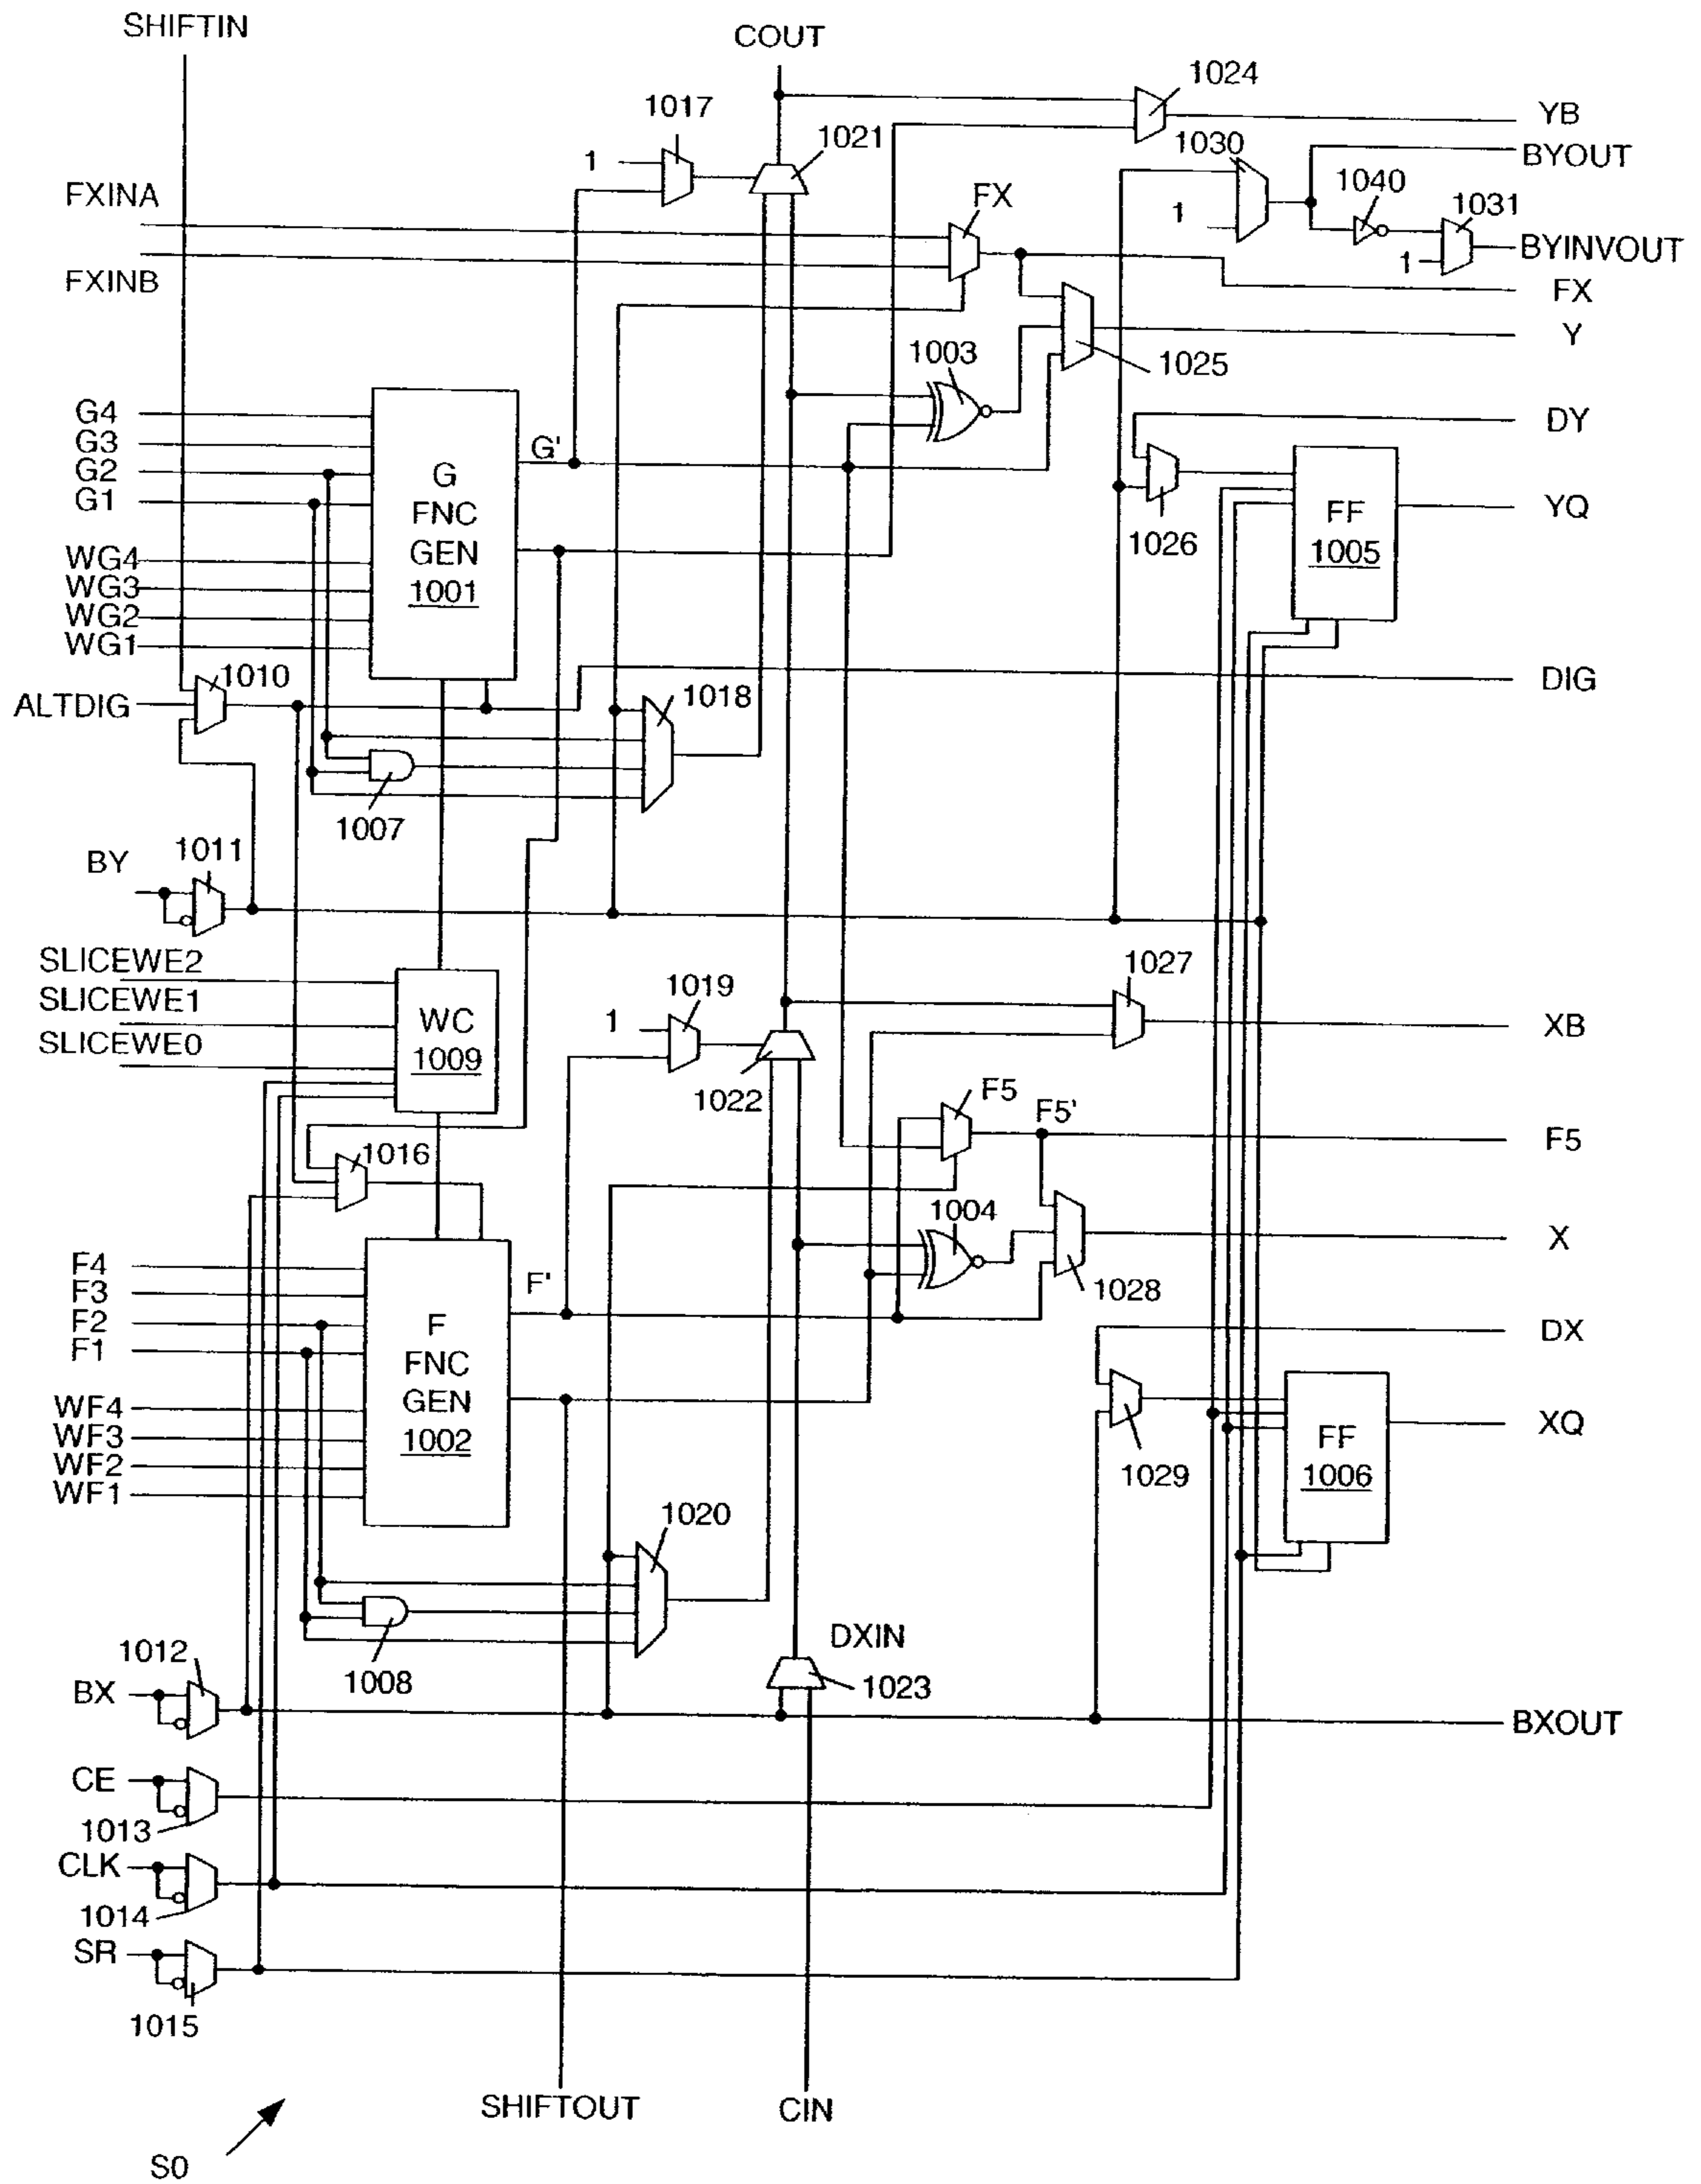 SHIFTIN
COUT
1024
YB
1017
1021
1030
BYOUT
1
FXINA
FX
1040
1031
1
BYINVOUT
1
FXINB
FX
Y
1003
1025
G4
G3
G2
G1
G'
DY
G
FNC
GEN
1001
FF
1005
YQ
1026
WG4
WG3
WG2
WG1
1010
1018
DIG
ALTDIG
1007
BY
1011
SLICEWE2
SLICEWE1
SLICEWE0
WC
1009
1019
1
1027
XB
1022
F5
F5'
F5
1016
1004
X
F4
F3
F2
F1
F'
1028
F
FNC
GEN
1002
DX
WF4
WF3
WF2
WF1
FF
1006
XQ
1029
1020
1012
1008
DXIN
1023
BX
BXOUT
CE
1013
CLK
1014
SR
1015
SHIFTOUT
CIN
S0